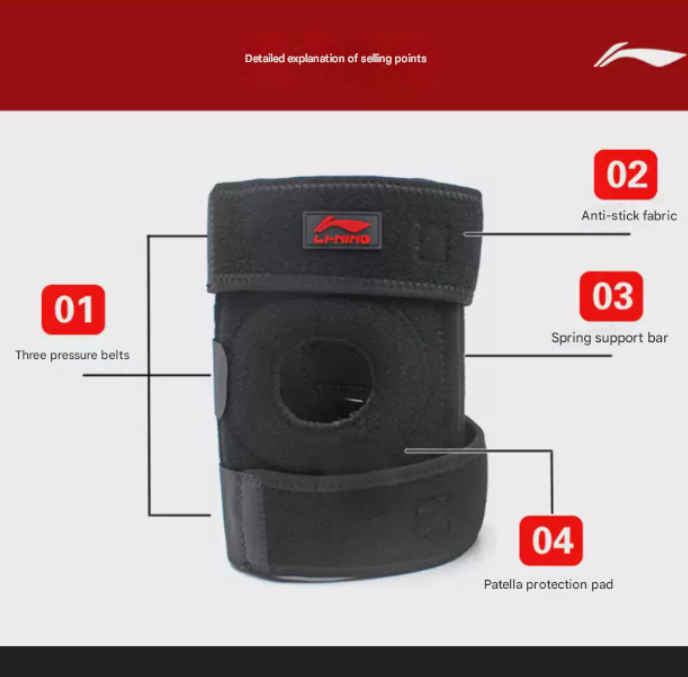 Detailed explanation of selling points
02
Anti-stick fabric
LI-NING
01
03
Three pressure belts
Spring support bar
04
Patella protection pad